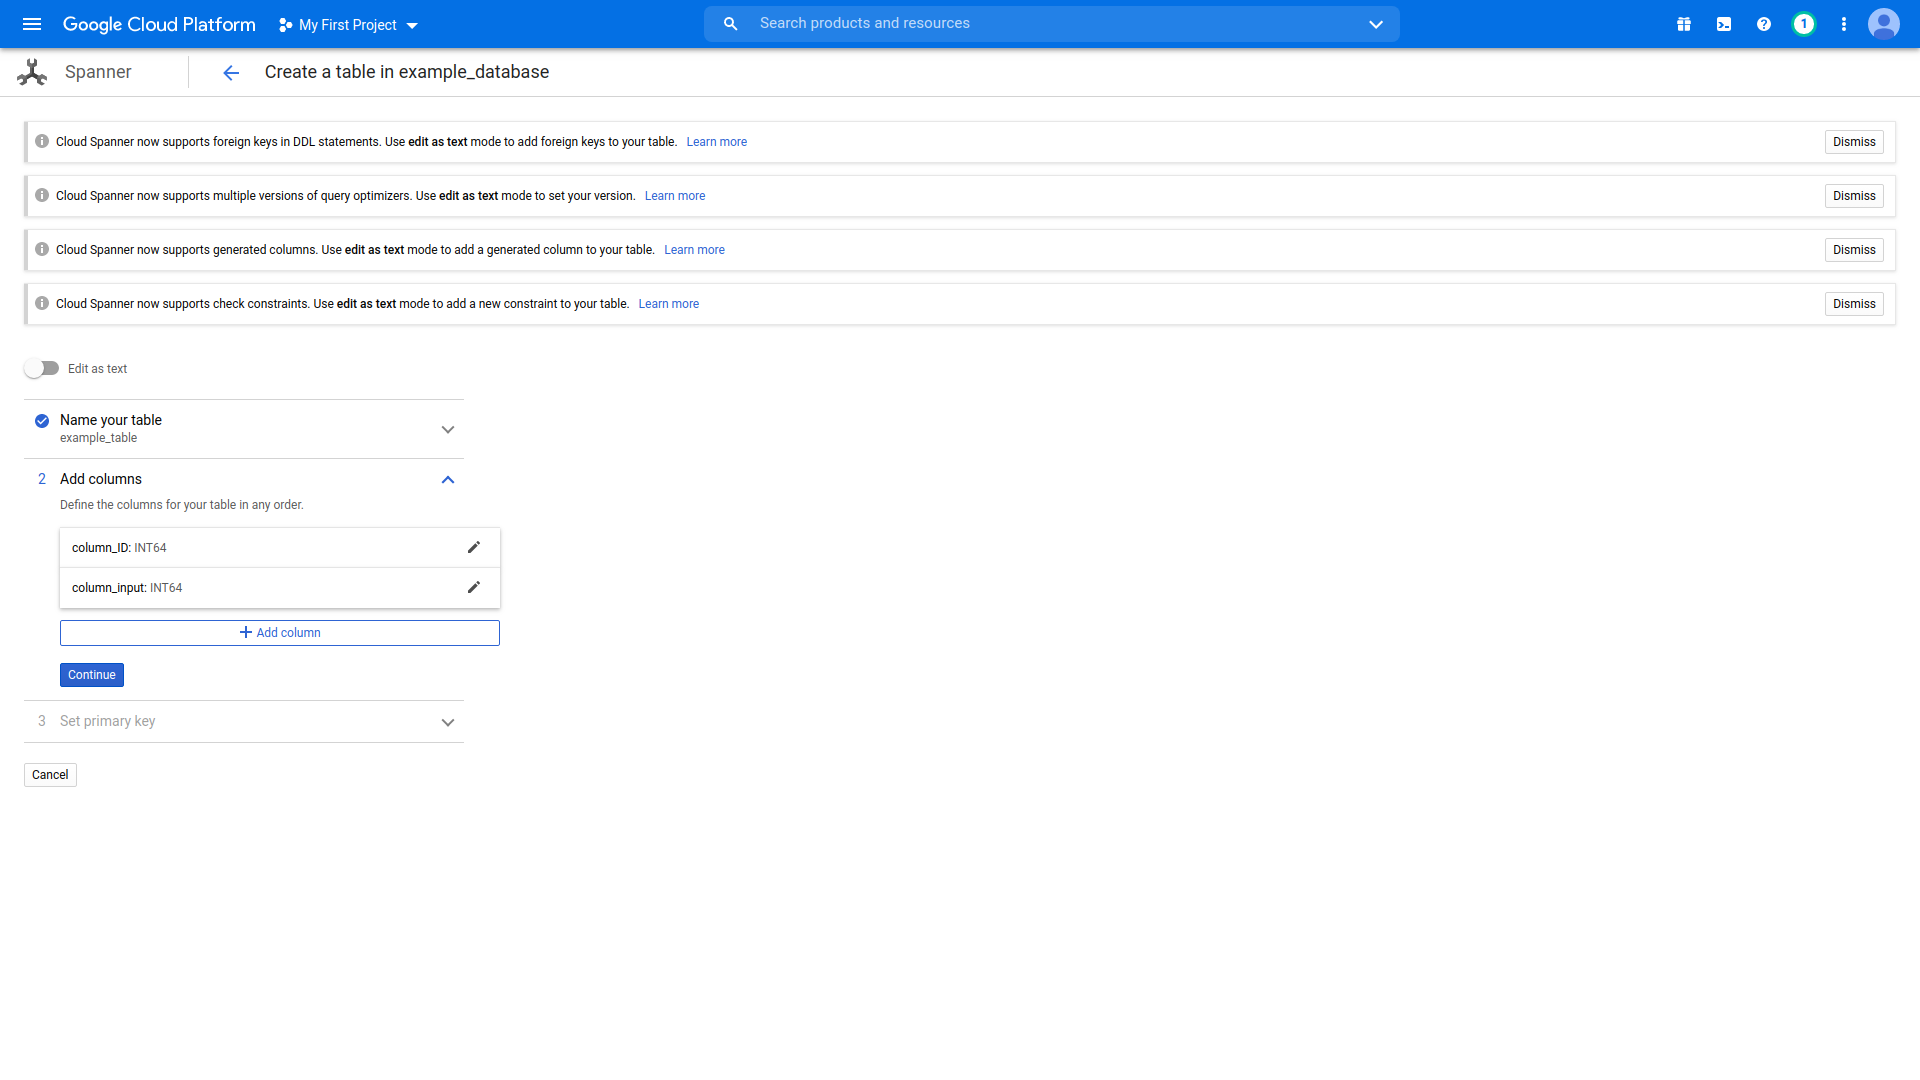 Google Cloud Platform My First Project Search products and resources 1
Spanner Create a table in example_database
Cloud Spanner now supports foreign keys in DDL statements. Use edit as text mode to add foreign keys to your table. Learn more Dismiss
Cloud Spanner now supports multiple versions of query optimizers. Use edit as text mode to set your version. Learn more Dismiss
Cloud Spanner now supports generated columns. Use edit as text mode to add a generated column to your table. Learn more Dismiss
Cloud Spanner now supports check constraints. Use edit as text mode to add a new constraint to your table. Learn more Dismiss
Edit as text
Name your table
example_table
2 Add columns
Define the columns for your table in any order.
column_ID: INT64
column_input: INT64
+ Add column
Continue
3 Set primary key
Cancel